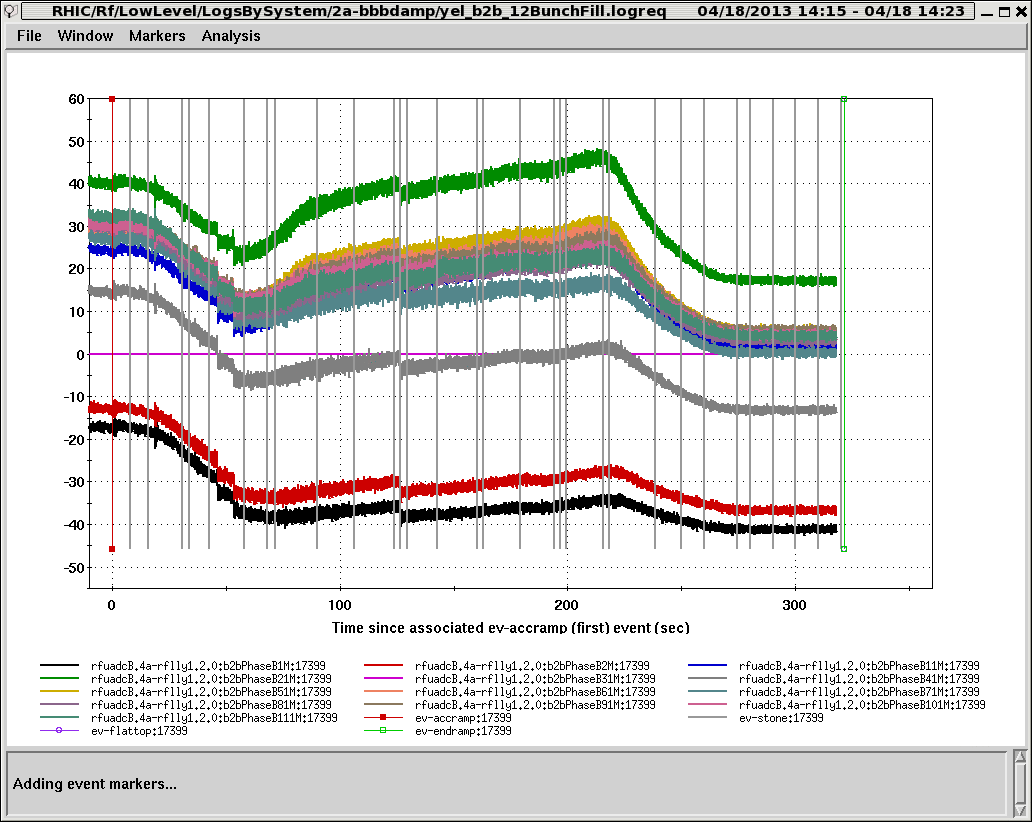 RHIC/Rf/LowLevel/LogsBySystem/2a-bbbdamp/yel_b2b_12BunchFill.logreq 04/18/2013 14:15 - 04/18 14:23
File Window Markers Analysis
60
50
40
30
20
10
0
-10
-20
-30
-40
-50
0 100 200 300
Time since associated ev-accramp (first) event (sec)
rfuadcB.4a-rflly1.2.0:b2bPhaseB1M:17399 rfuadcB.4a-rflly1.2.0:b2bPhaseB2M:17399 rfuadcB.4a-rflly1.2.0:b2bPhaseB11M:17399
rfuadcB.4a-rflly1.2.0:b2bPhaseB21M:17399 rfuadcB.4a-rflly1.2.0:b2bPhaseB31M:17399 rfuadcB.4a-rflly1.2.0:b2bPhaseB41M:17399
rfuadcB.4a-rflly1.2.0:b2bPhaseB51M:17399 rfuadcB.4a-rflly1.2.0:b2bPhaseB61M:17399 rfuadcB.4a-rflly1.2.0:b2bPhaseB71M:17399
rfuadcB.4a-rflly1.2.0:b2bPhaseB81M:17399 rfuadcB.4a-rflly1.2.0:b2bPhaseB91M:17399 rfuadcB.4a-rflly1.2.0:b2bPhaseB101M:17399
rfuadcB.4a-rflly1.2.0:b2bPhaseB111M:17399 ev-accramp:17399 ev-stone:17399
ev-flattop:17399 ev-endramp:17399
Adding event markers...